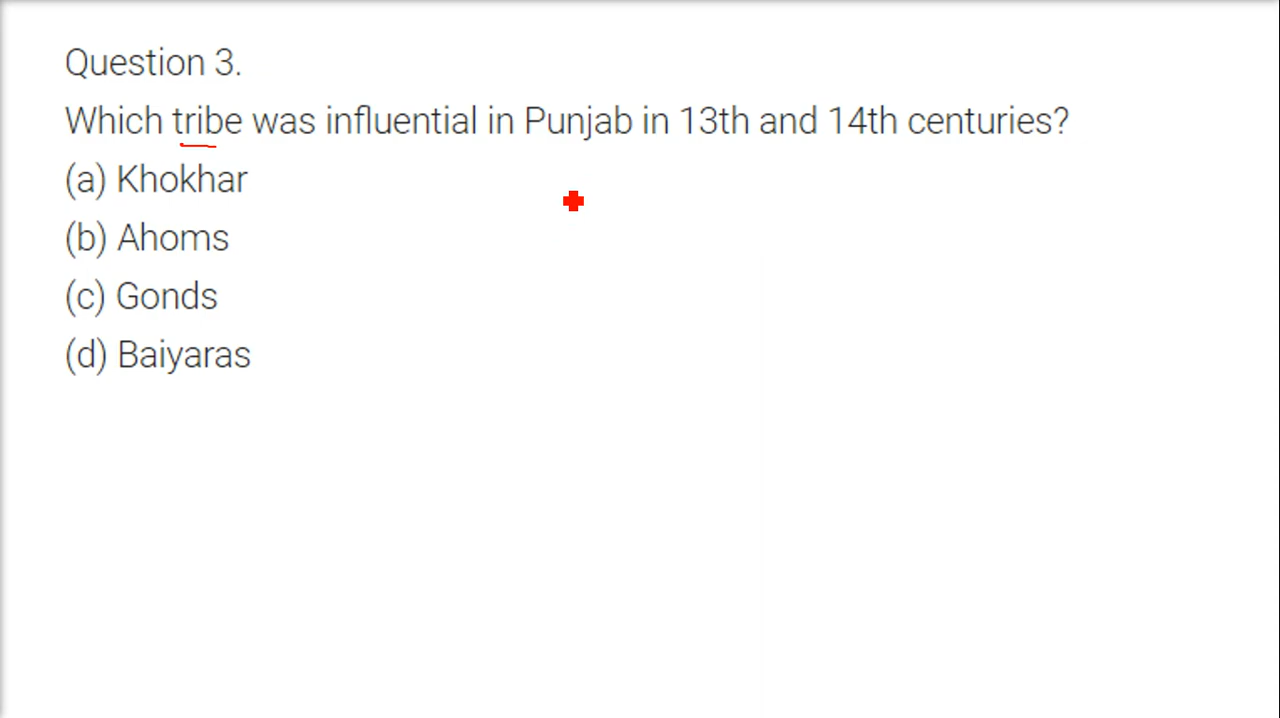 Question 3.
Which tribe was influential in Punjab in 13th and 14th centuries?
(a) Khokhar
(b) Ahoms
(c) Gonds
(d) Baiyaras